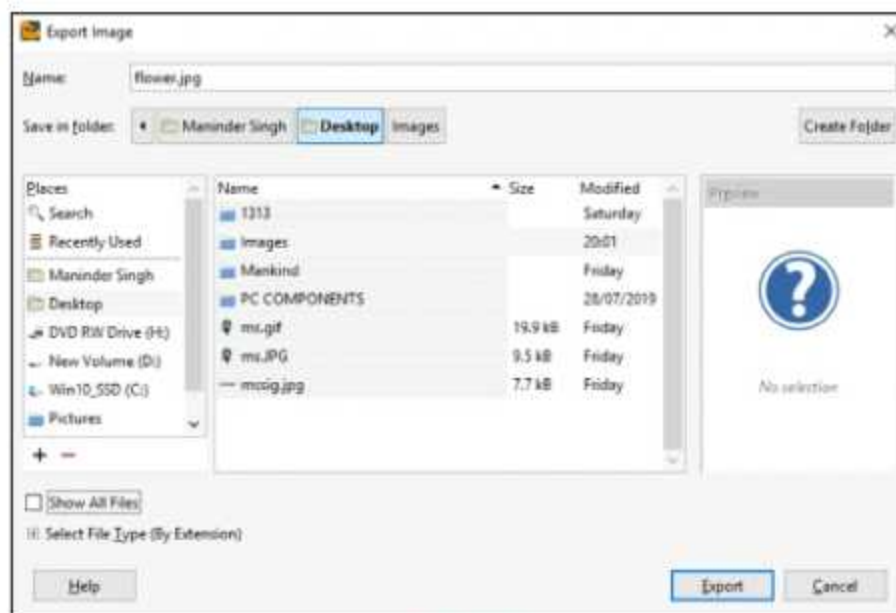 Export Image
Name: flower.jpg
Save in folder: Maninder Singh Desktop Images Create Folder
Places
Search
Recently Used
Maninder Singh
Desktop
DVD RW Drive (H:)
New Volume (D:)
Win10_SSD (C:)
Pictures
Name Size Modified
1313 Saturday
Images 20:01
Mankind Friday
PC COMPONENTS 28/07/2019
ms.gif 19.9 kB Friday
ms.JPG 9.5 kB Friday
mssig.jpg 7.7 kB Friday
Preview
No selection
Show All Files
Select File Type (By Extension)
Help Export Cancel